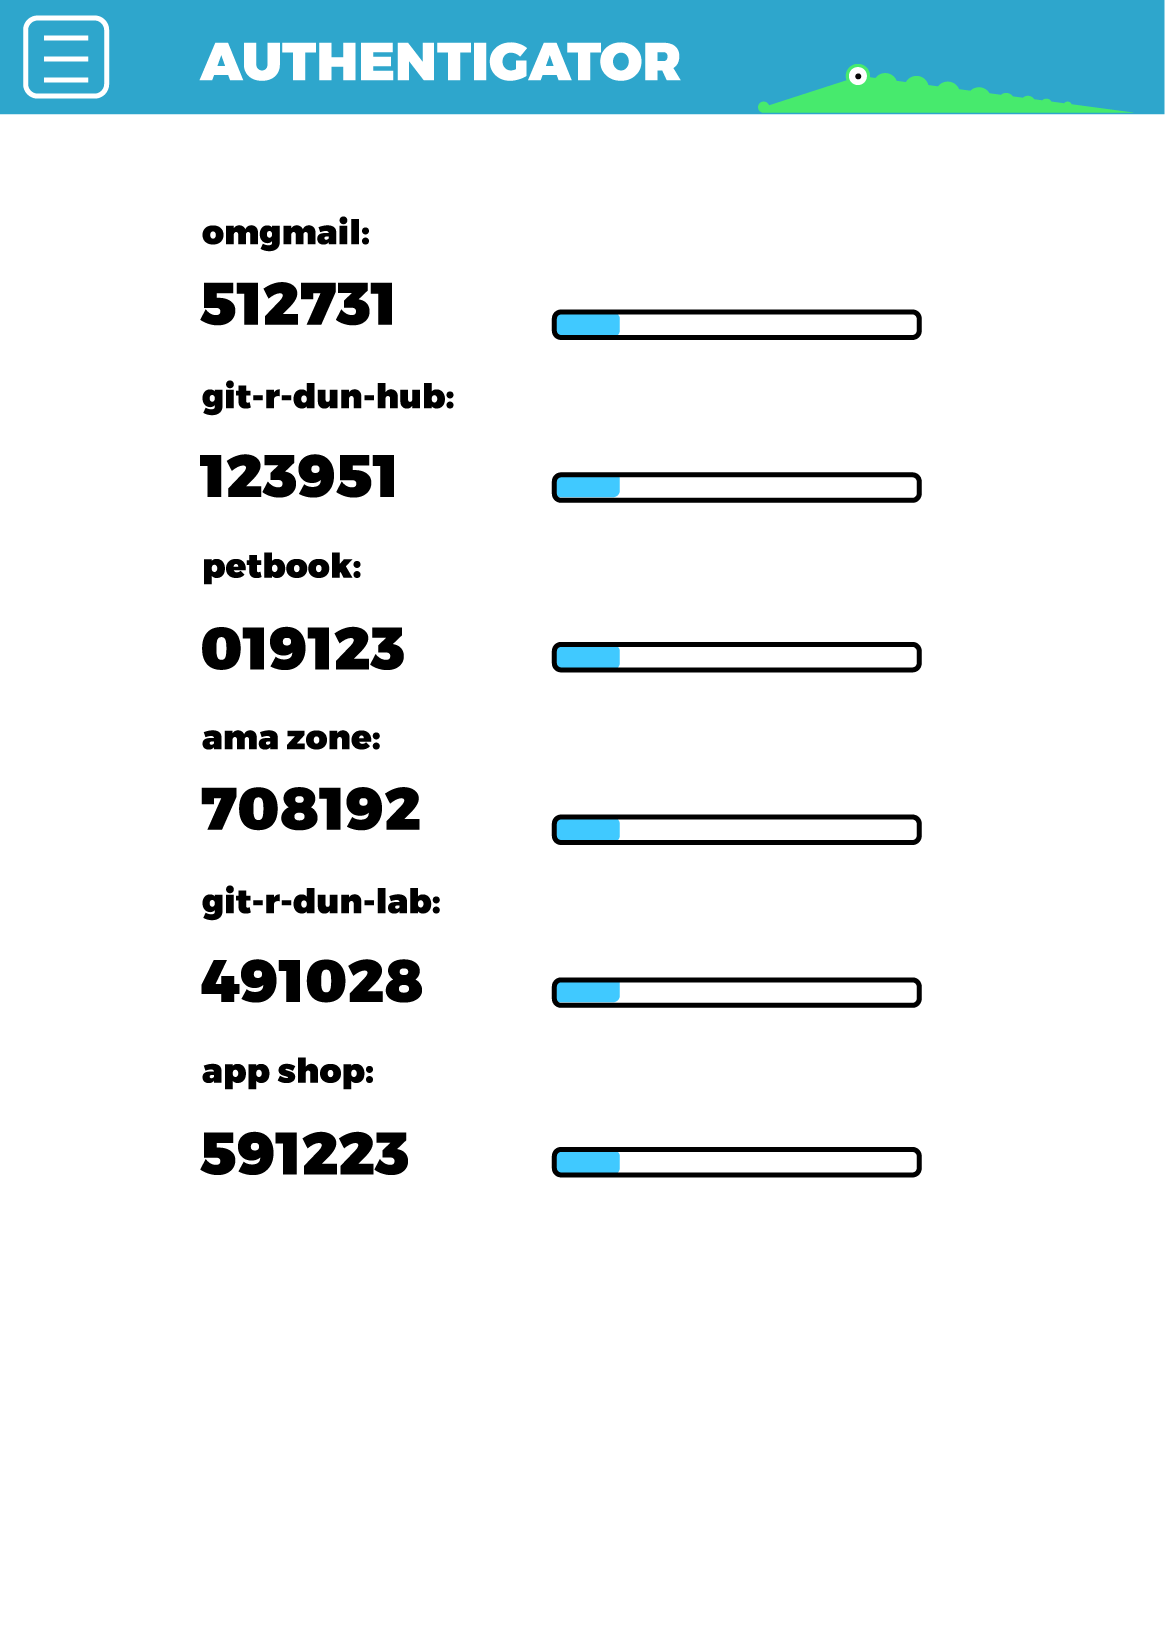 AUTHENTIGATOR
omgmail:
512731
git-r-dun-hub:
123951
petbook:
019123
ama zone:
708192
git-r-dun-lab:
491028
app shop:
591223